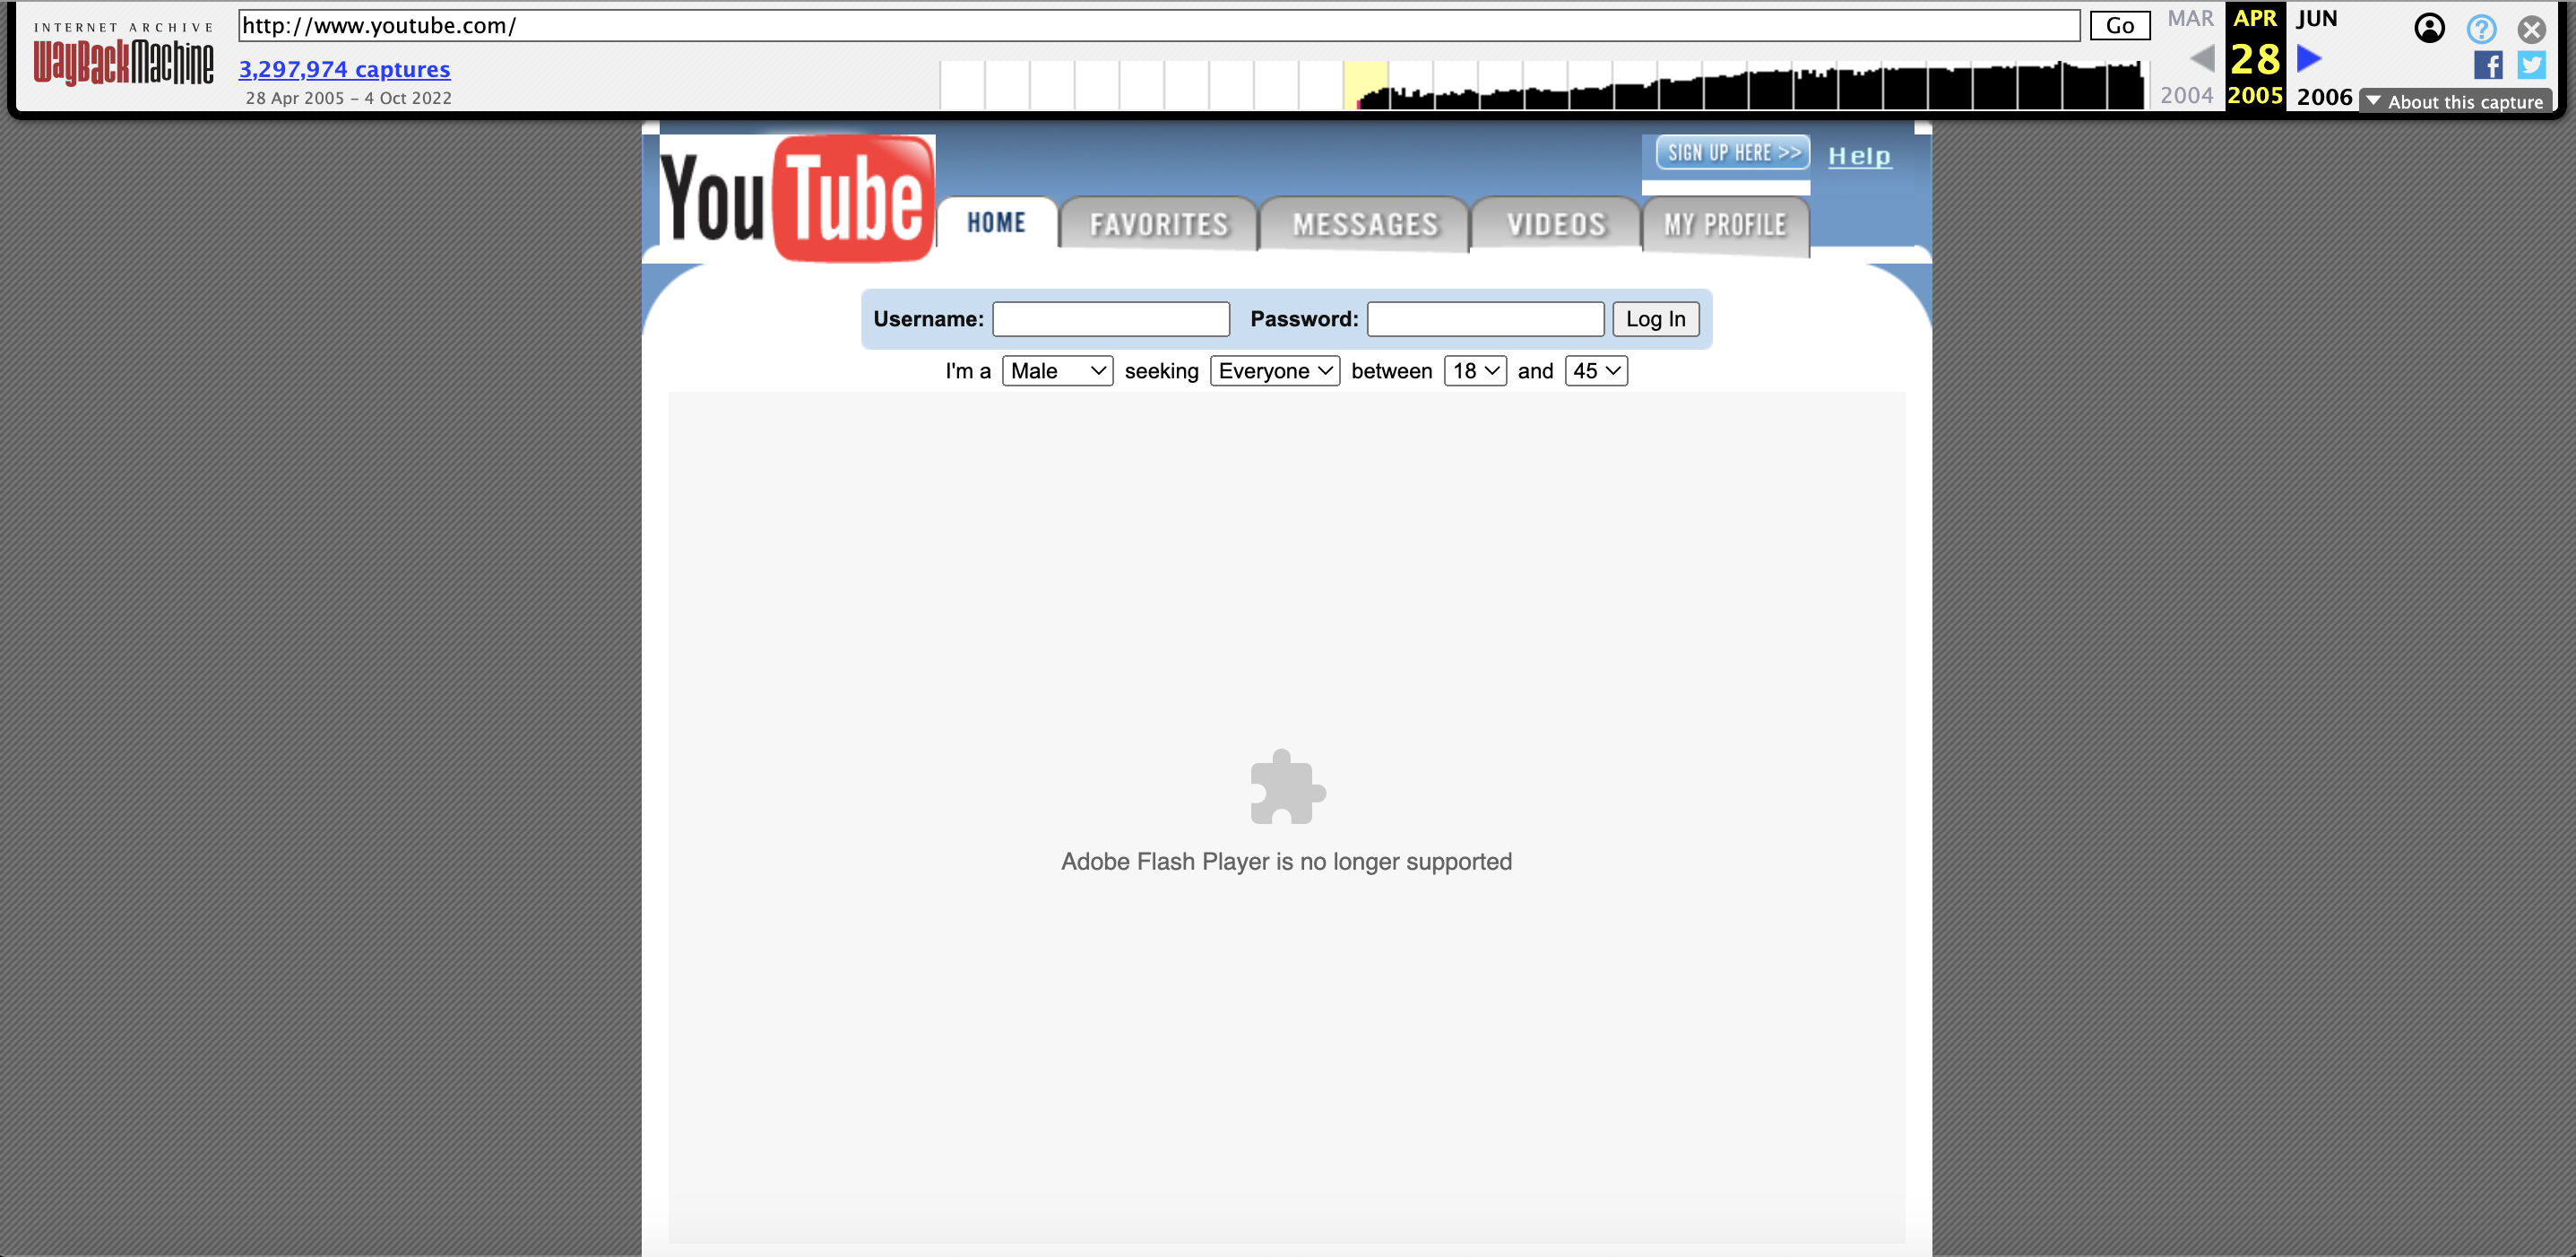 INTERNET ARCHIVE
WayBackMachine
http://www.youtube.com/
Go
3,297,974 captures
28 Apr 2005 – 4 Oct 2022
MAR APR JUN
28
2004 2005 2006
f
▼ About this capture
YouTube
SIGN UP HERE >>
Help
HOME FAVORITES MESSAGES VIDEOS MY PROFILE
Username: Password: Log In
I'm a Male seeking Everyone between 18 and 45
Adobe Flash Player is no longer supported